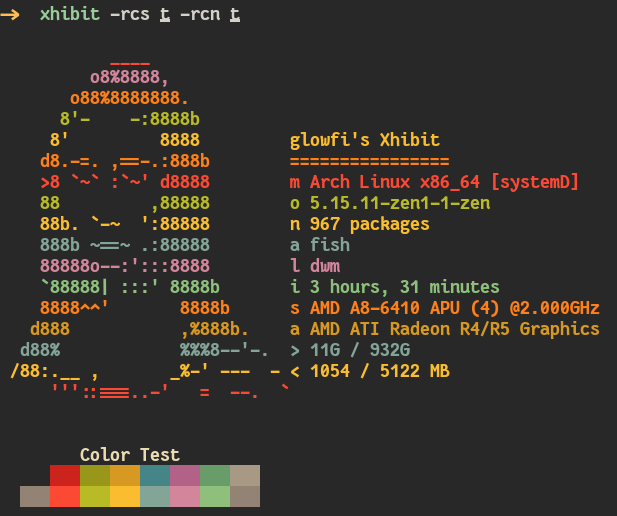 →  xhibit -rcs t -rcn t
           ____
         o8%8888,
       o88%8888888.
      8'-    -:8888b
     8'         8888        glowfi's Xhibit
    d8.-=. ,==-.:888b       ================
    >8 `~` :`~' d8888       m Arch Linux x86_64 [systemD]
    88         ,88888       o 5.15.11-zen1-1-zen
    88b. `-~  ':88888       n 967 packages
    888b ~==~ .:88888       a fish
    88888o--:':::8888       l dwm
    `88888| :::' 8888b      i 3 hours, 31 minutes
    8888^^'       8888b     s AMD A8-6410 APU (4) @2.000GHz
   d888           ,%888b.   a AMD ATI Radeon R4/R5 Graphics
  d88%            %%%8--'-. > 11G / 932G
 /88:.__ ,       _%-' ---  - < 1054 / 5122 MB
     '''::===..-'   =  --.  `
        Color Test